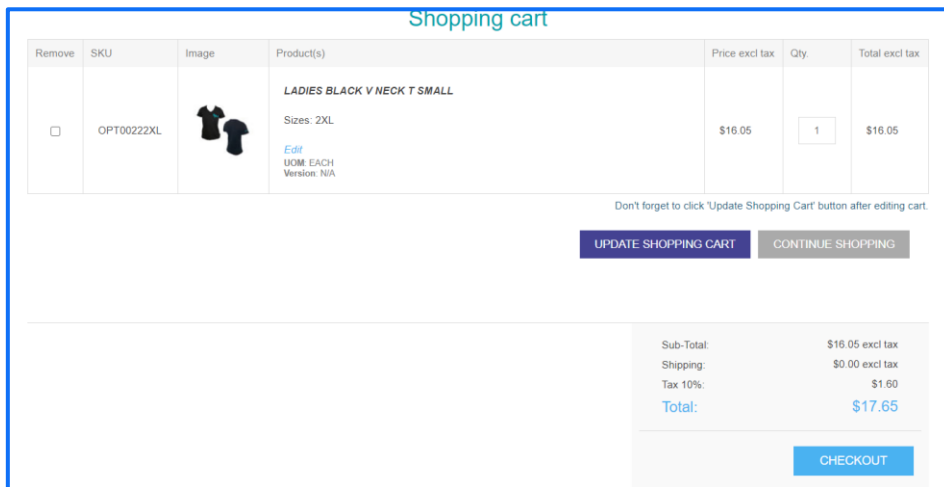 Shopping cart
Remove SKU Image Product(s) Price excl tax Qty. Total excl tax
LADIES BLACK V NECK T SMALL
Sizes: 2XL
OPT00222XL $16.05 1 $16.05
Edit
UOM: EACH
Version: N/A
Don't forget to click 'Update Shopping Cart' button after editing cart.
UPDATE SHOPPING CART CONTINUE SHOPPING
Sub-Total: $16.05 excl tax
Shipping: $0.00 excl tax
Tax 10%: $1.60
Total: $17.65
CHECKOUT